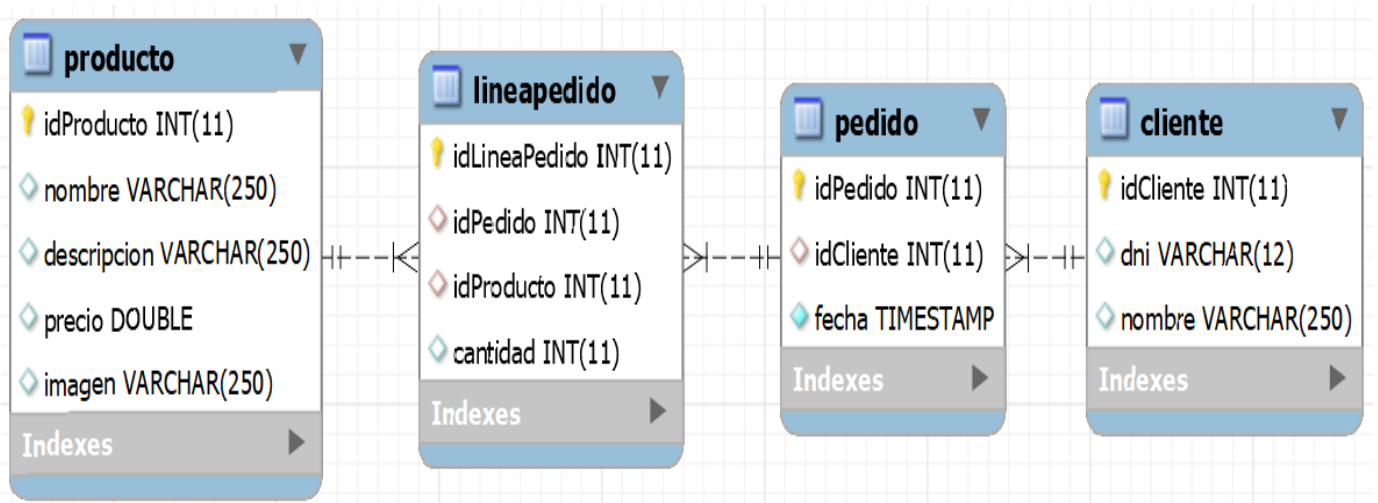 producto
idProducto INT(11)
nombre VARCHAR(250)
descripcion VARCHAR(250)
precio DOUBLE
imagen VARCHAR(250)
Indexes
lineapedido
idLineaPedido INT(11)
idPedido INT(11)
idProducto INT(11)
cantidad INT(11)
Indexes
pedido
idPedido INT(11)
idCliente INT(11)
fecha TIMESTAMP
Indexes
cliente
idCliente INT(11)
dni VARCHAR(12)
nombre VARCHAR(250)
Indexes